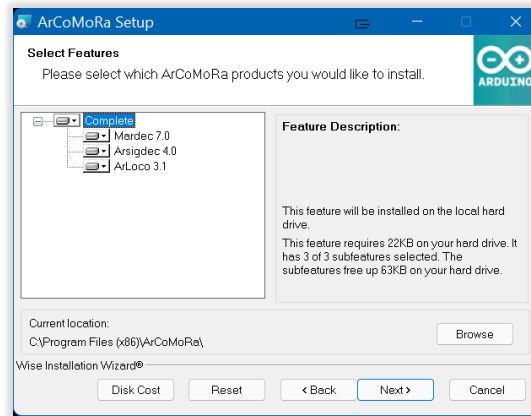 ArCoMoRa Setup
Select Features
Please select which ArCoMoRa products you would like to install.
ARDUINO
Complete
Mardec 7.0
Arsigdec 4.0
ArLoco 3.1
Feature Description:
This feature will be installed on the local hard
drive.
This feature requires 22KB on your hard drive. It
has 3 of 3 subfeatures selected. The
subfeatures free up 63KB on your hard drive.
Current location:
C:\Program Files (x86)\ArCoMoRa\
Browse
Wise Installation Wizard®
Disk Cost
Reset
< Back
Next >
Cancel